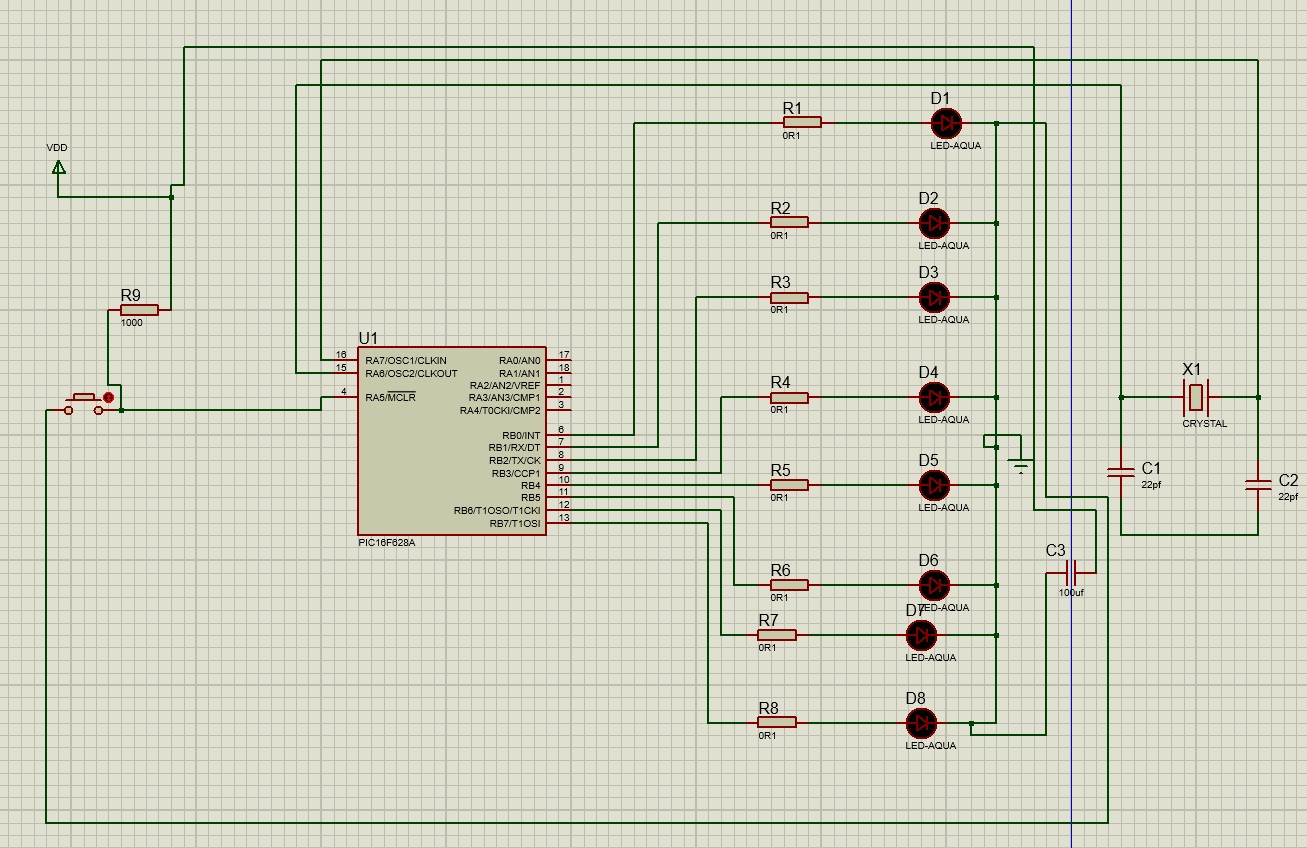 VDD
R9
1000
U1
16 RA7/OSC1/CLKIN RA0/AN0 17
15 RA6/OSC2/CLKOUT RA1/AN1 18
RA2/AN2/VREF 1
4 RA5/MCLR RA3/AN3/CMP1 2
RA4/T0CKI/CMP2 3
RB0/INT 6
RB1/RX/DT 7
RB2/TX/CK 8
RB3/CCP1 9
RB4 10
RB5 11
RB6/T1OSO/T1CKI 12
RB7/T1OSI 13
PIC16F628A
R1
0R1
D1
LED-AQUA
R2
0R1
D2
LED-AQUA
R3
0R1
D3
LED-AQUA
R4
0R1
D4
LED-AQUA
R5
0R1
D5
LED-AQUA
R6
0R1
D6
LED-AQUA
R7
0R1
D7
LED-AQUA
R8
0R1
D8
LED-AQUA
X1
CRYSTAL
C1
22pf
C2
22pf
C3
100uf